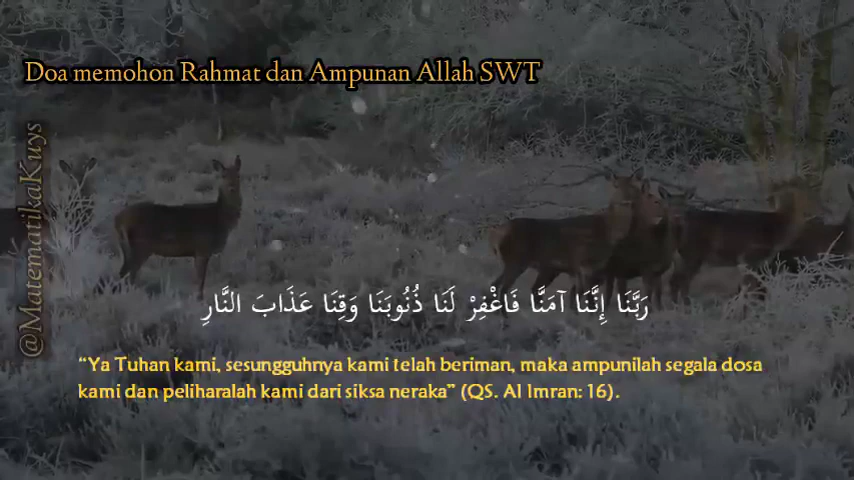 Doa memohon Rahmat dan Ampunan Allah SWT
@MatematikaKuys
رَبَّنَا إِنَّنَا آمَنَّا فَاغْفِرْ لَنَا ذُنُوبَنَا وَقِنَا عَذَابَ النَّارِ
“Ya Tuhan kami, sesungguhnya kami telah beriman, maka ampunilah segala dosa
kami dan peliharalah kami dari siksa neraka” (QS. Al Imran: 16).